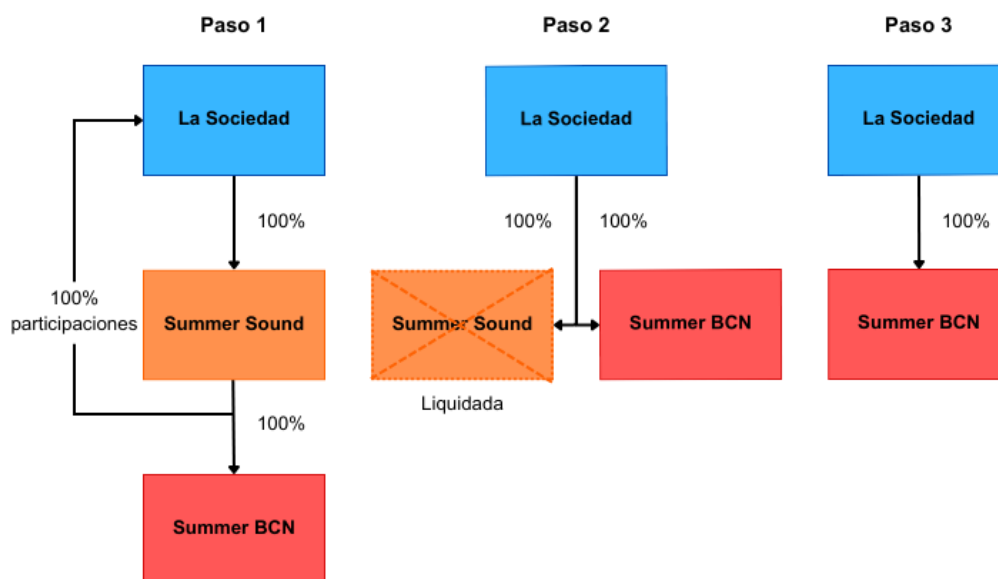 Paso 1
Paso 2
Paso 3
La Sociedad
La Sociedad
La Sociedad
100%
100%
100%
100%
100%
participaciones
Summer Sound
Summer Sound
Summer BCN
Summer BCN
Liquidada
100%
Summer BCN